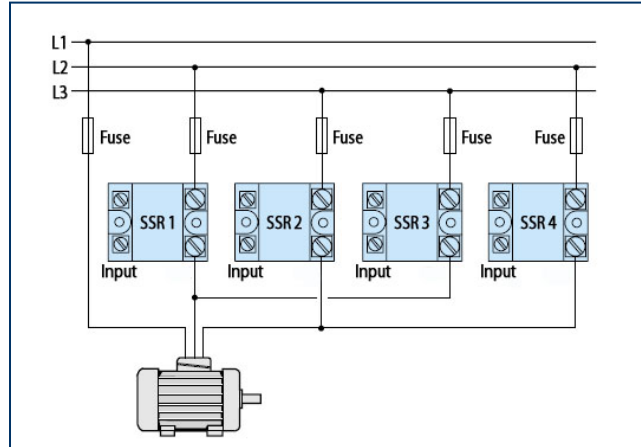 L1
L2
L3
Fuse Fuse Fuse Fuse Fuse
SSR 1 SSR 2 SSR 3 SSR 4
Input Input Input Input